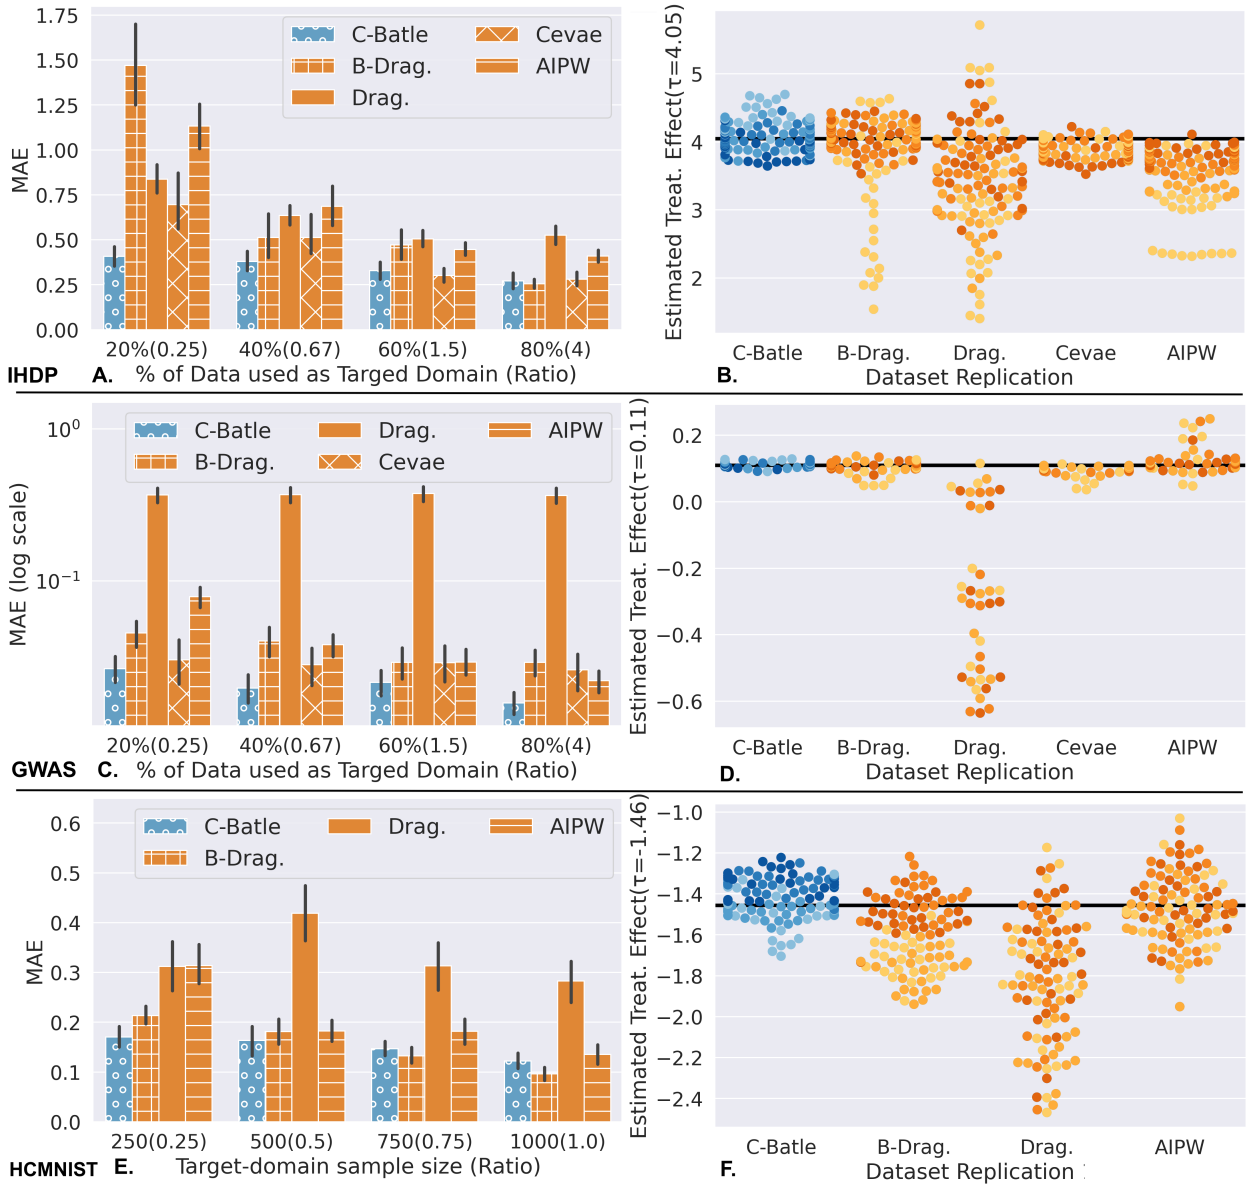 1.75
1.50
1.25
1.00
0.75
0.50
0.25
0.00
MAE
C-Batle
B-Drag.
Drag.
Cevae
AIPW
20%(0.25) 40%(0.67) 60%(1.5) 80%(4)
IHDP A. % of Data used as Targed Domain (Ratio)
Estimated Treat. Effect(τ=4.05)
5
4
3
2
C-Batle B-Drag. Drag. Cevae AIPW
B. Dataset Replication
MAE (log scale)
10⁰
10⁻¹
C-Batle Drag. AIPW
B-Drag. Cevae
20%(0.25) 40%(0.67) 60%(1.5) 80%(4)
GWAS C. % of Data used as Targed Domain (Ratio)
Estimated Treat. Effect(τ=0.11)
0.2
0.0
−0.2
−0.4
−0.6
C-Batle B-Drag. Drag. Cevae AIPW
D. Dataset Replication
MAE
0.6
0.5
0.4
0.3
0.2
0.1
0.0
C-Batle Drag. AIPW
B-Drag.
250(0.25) 500(0.5) 750(0.75) 1000(1.0)
HCMNIST E. Target-domain sample size (Ratio)
Estimated Treat. Effect(τ=-1.46)
−1.0
−1.2
−1.4
−1.6
−1.8
−2.0
−2.2
−2.4
C-Batle B-Drag. Drag. AIPW
F. Dataset Replication